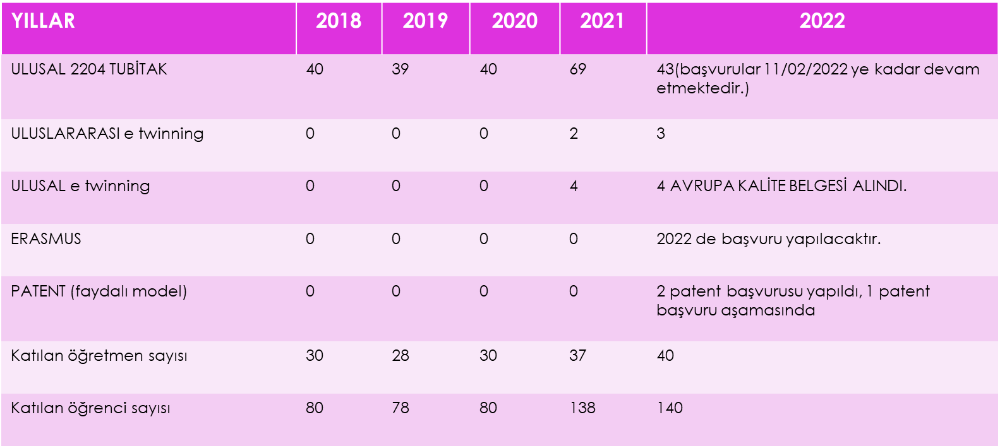 YILLAR 2018 2019 2020 2021 2022
ULUSAL 2204 TUBİTAK 40 39 40 69 43(başvurular 11/02/2022 ye kadar devam
etmektedir.)
ULUSLARARASI e twinning 0 0 0 2 3
ULUSAL e twinning 0 0 0 4 4 AVRUPA KALİTE BELGESİ ALINDI.
ERASMUS 0 0 0 0 2022 de başvuru yapılacaktır.
PATENT (faydalı model) 0 0 0 0 2 patent başvurusu yapıldı, 1 patent
başvuru aşamasında
Katılan öğretmen sayısı 30 28 30 37 40
Katılan öğrenci sayısı 80 78 80 138 140